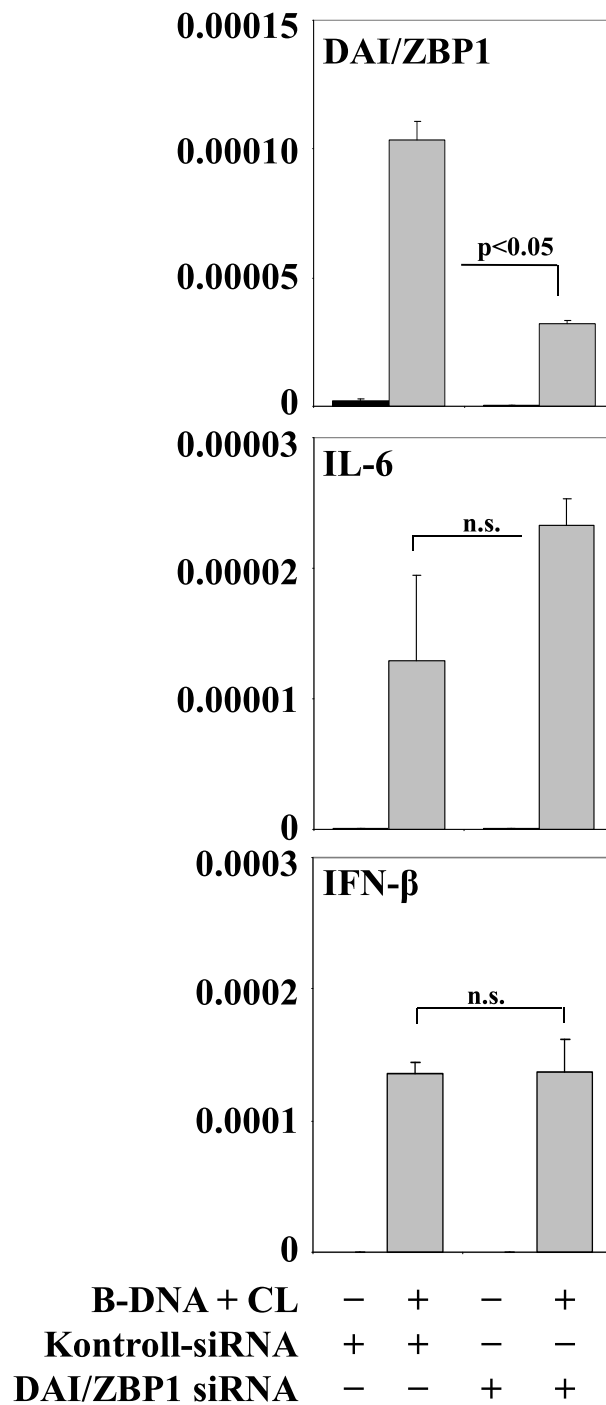 0.00015
DAI/ZBP1
0.00010
p<0.05
0.00005
0
0.00003
IL-6
n.s.
0.00002
0.00001
0
0.0003
IFN-β
0.0002
n.s.
0.0001
0
B-DNA + CL – + – +
Kontroll-siRNA + + – –
DAI/ZBP1 siRNA – – + +